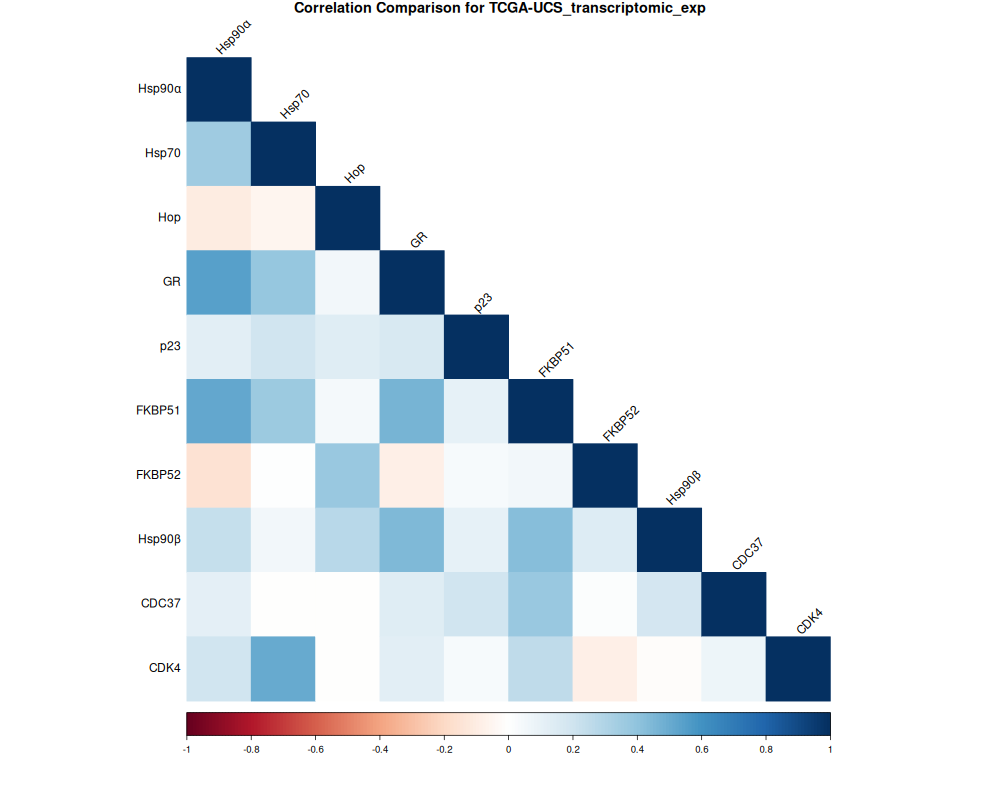 Correlation Comparison for TCGA-UCS_transcriptomic_exp
Hsp90α
Hsp90α
Hsp70
Hsp70
Hop
Hop
GR
GR
p23
p23
FKBP51
FKBP51
FKBP52
FKBP52
Hsp90β
Hsp90β
CDC37
CDC37
CDK4
CDK4
-1 -0.8 -0.6 -0.4 -0.2 0 0.2 0.4 0.6 0.8 1